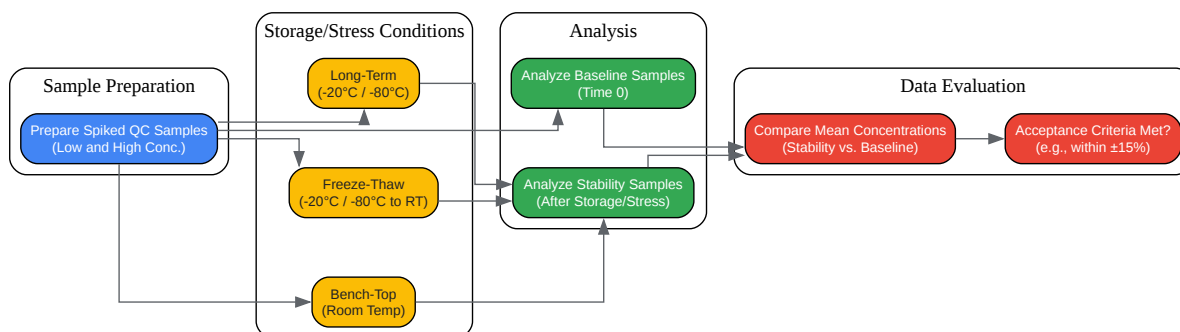 Sample Preparation
Prepare Spiked QC Samples
(Low and High Conc.)
Storage/Stress Conditions
Long-Term
(-20°C / -80°C)
Freeze-Thaw
(-20°C / -80°C to RT)
Bench-Top
(Room Temp)
Analysis
Analyze Baseline Samples
(Time 0)
Analyze Stability Samples
(After Storage/Stress)
Data Evaluation
Compare Mean Concentrations
(Stability vs. Baseline)
Acceptance Criteria Met?
(e.g., within ±15%)